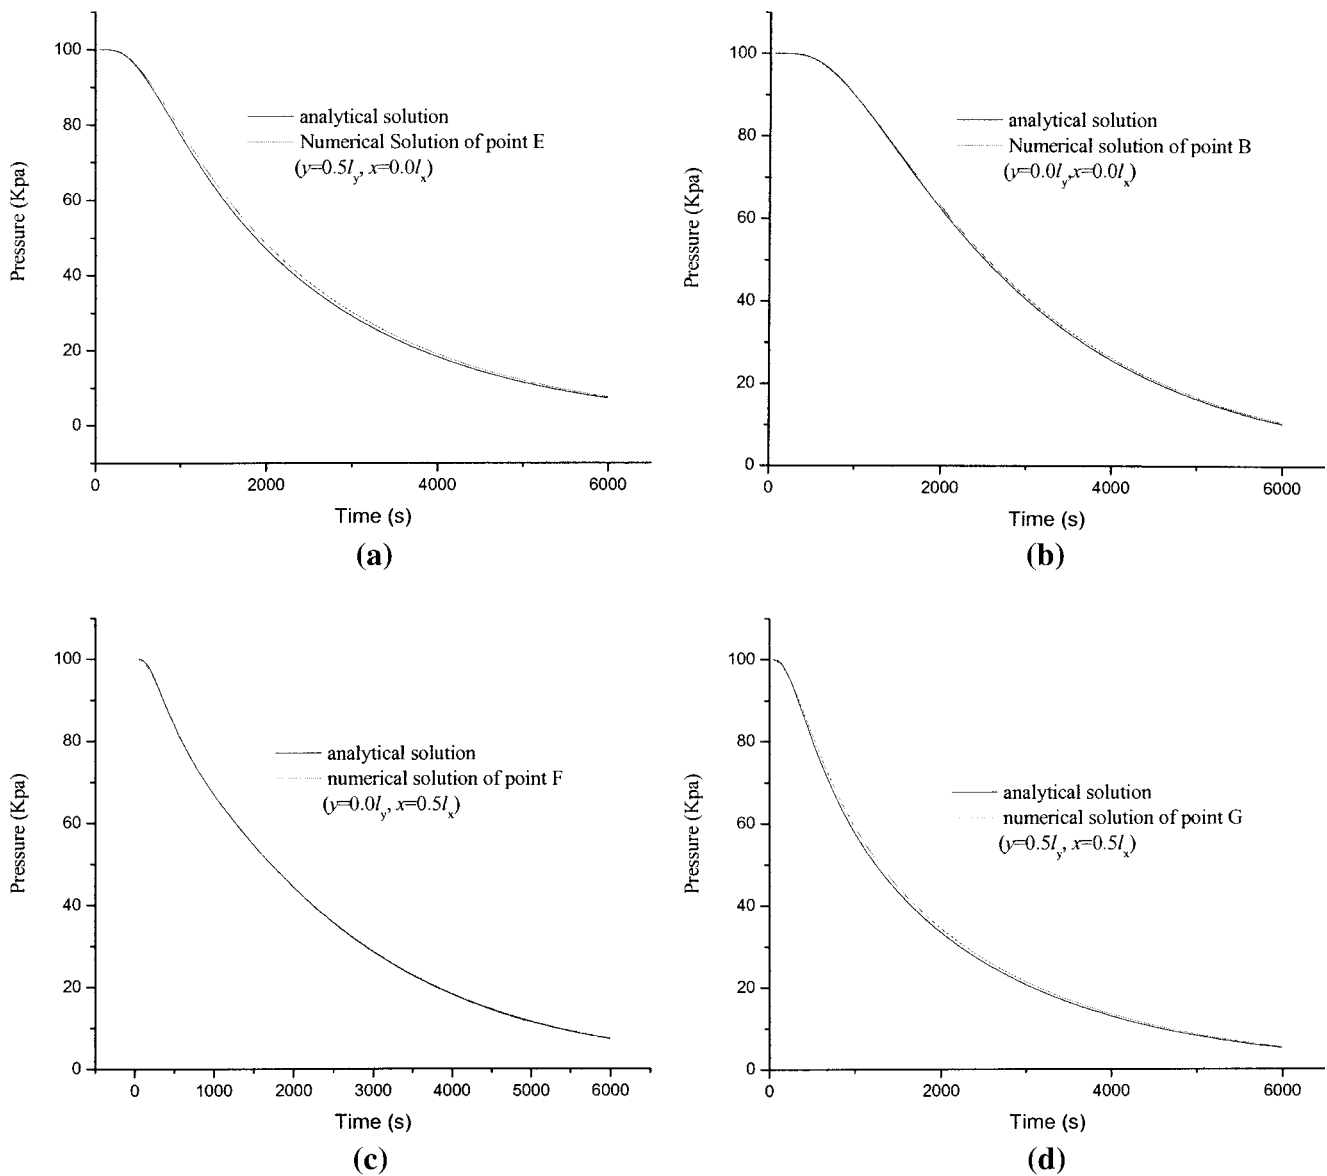 100
80
60
40
20
0
Pressure (Kpa)
analytical solution
Numerical Solution of point E
(y=0.5l_y, x=0.0l_x)
0
2000
4000
6000
Time (s)
(a)
100
80
60
40
20
0
Pressure (Kpa)
analytical solution
Numerical solution of point B
(y=0.0l_y,x=0.0l_x)
0
2000
4000
6000
Time (s)
(b)
100
80
60
40
20
0
Pressure (Kpa)
analytical solution
numerical solution of point F
(y=0.0l_y, x=0.5l_x)
0
1000
2000
3000
4000
5000
6000
Time (s)
(c)
100
80
60
40
20
0
Pressure (Kpa)
analytical solution
numerical solution of point G
(y=0.5l_y, x=0.5l_x)
0
2000
4000
6000
Time (s)
(d)